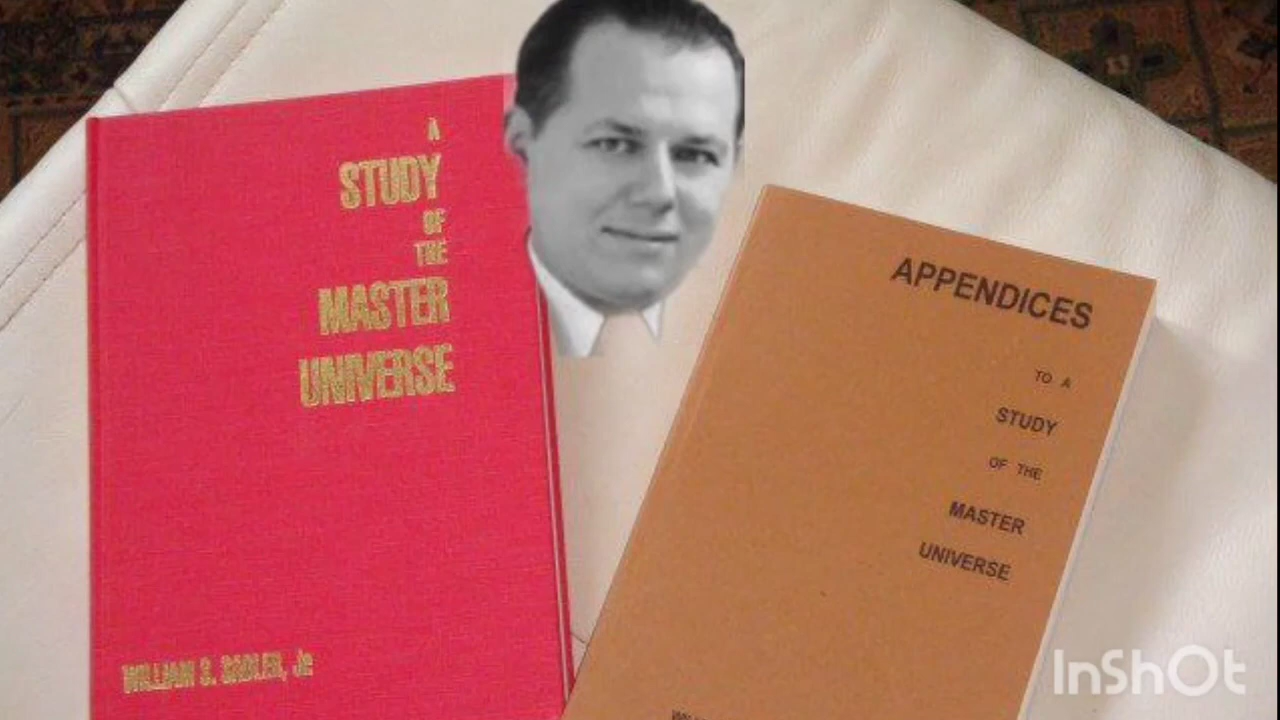 A
STUDY
OF
THE
MASTER
UNIVERSE
WILLIAM S. SADLER, Jr
APPENDICES
TO A
STUDY
OF THE
MASTER
UNIVERSE
InShOt